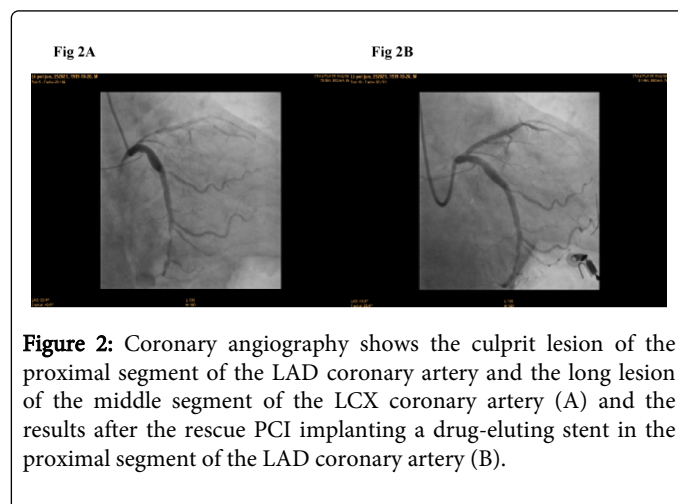 Fig 2A
Fig 2B
Figure 2: Coronary angiography shows the culprit lesion of the
proximal segment of the LAD coronary artery and the long lesion
of the middle segment of the LCX coronary artery (A) and the
results after the rescue PCI implanting a drug-eluting stent in the
proximal segment of the LAD coronary artery (B).